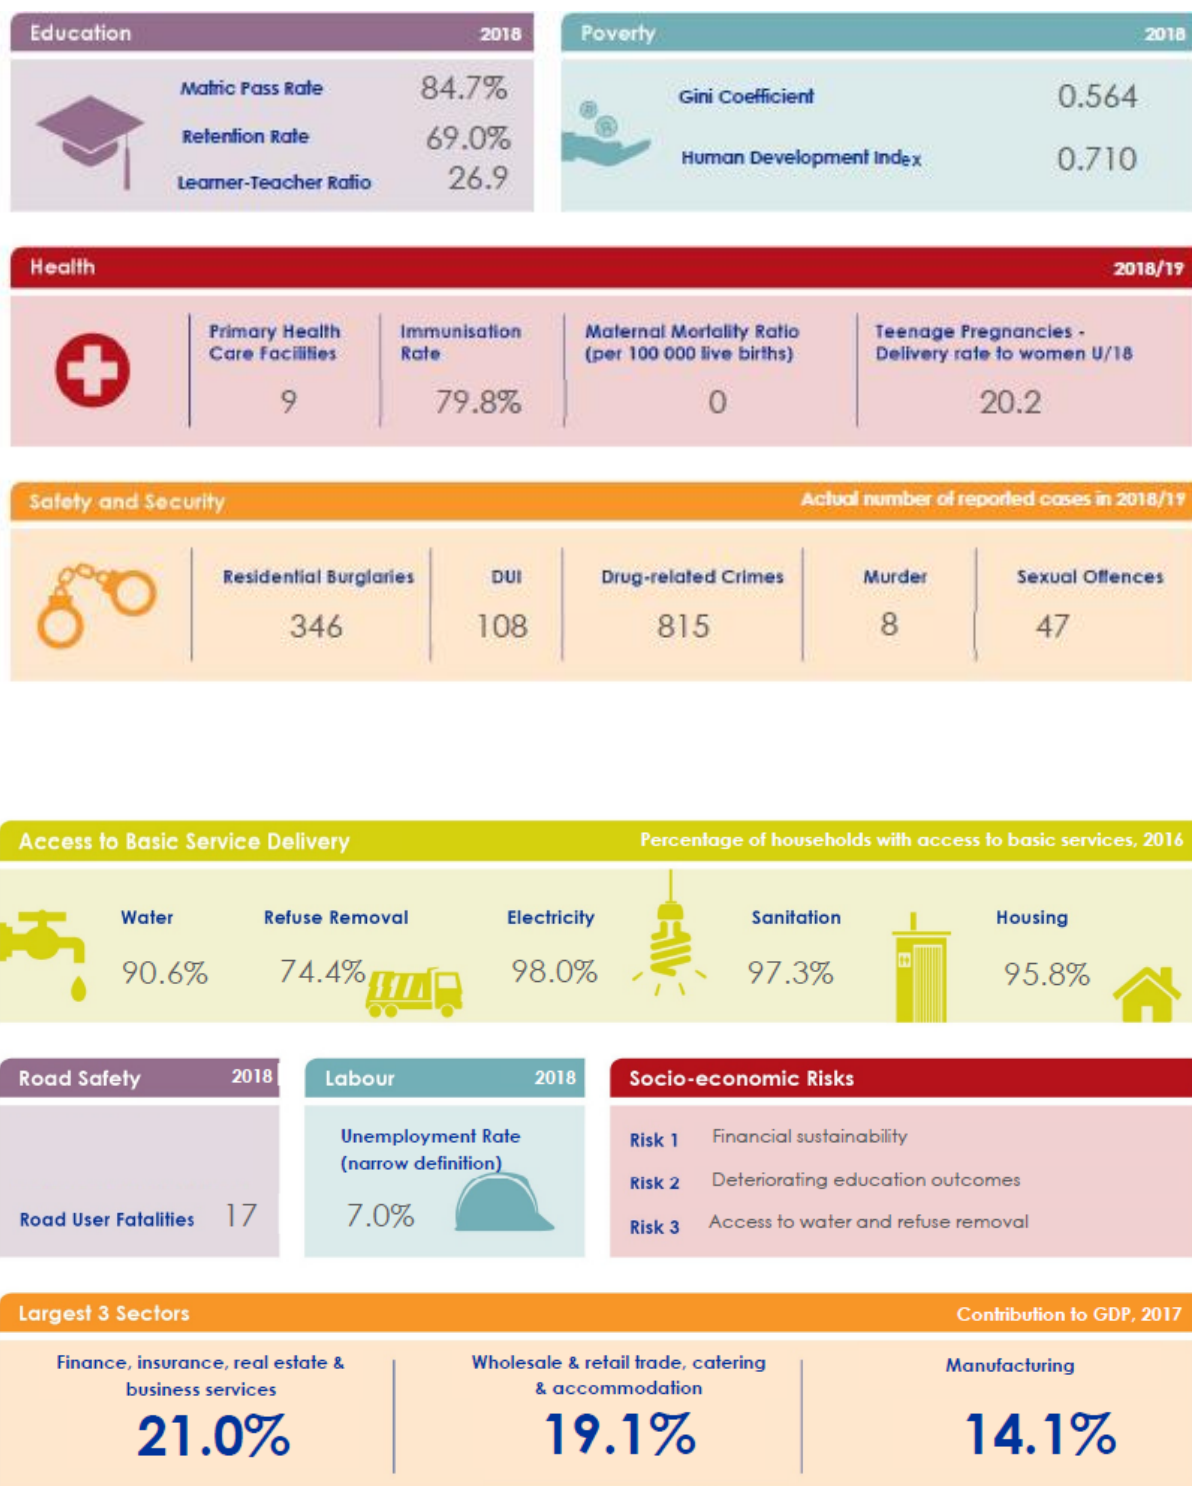 Education 2018
Matric Pass Rate 84.7%
Retention Rate 69.0%
Learner-Teacher Ratio 26.9
Poverty 2018
Gini Coefficient 0.564
Human Development Index 0.710
Health 2018/19
Primary Health
Care Facilities
9
Immunisation
Rate
79.8%
Maternal Mortality Ratio
(per 100 000 live births)
0
Teenage Pregnancies -
Delivery rate to women U/18
20.2
Safety and Security Actual number of reported cases in 2018/19
Residential Burglaries
346
DUI
108
Drug-related Crimes
815
Murder
8
Sexual Offences
47
Access to Basic Service Delivery Percentage of households with access to basic services, 2016
Water
90.6%
Refuse Removal
74.4%
Electricity
98.0%
Sanitation
97.3%
Housing
95.8%
Road Safety 2018
Road User Fatalities 17
Labour 2018
Unemployment Rate
(narrow definition)
7.0%
Socio-economic Risks
Risk 1 Financial sustainability
Risk 2 Deteriorating education outcomes
Risk 3 Access to water and refuse removal
Largest 3 Sectors Contribution to GDP, 2017
Finance, insurance, real estate &
business services
21.0%
Wholesale & retail trade, catering
& accommodation
19.1%
Manufacturing
14.1%